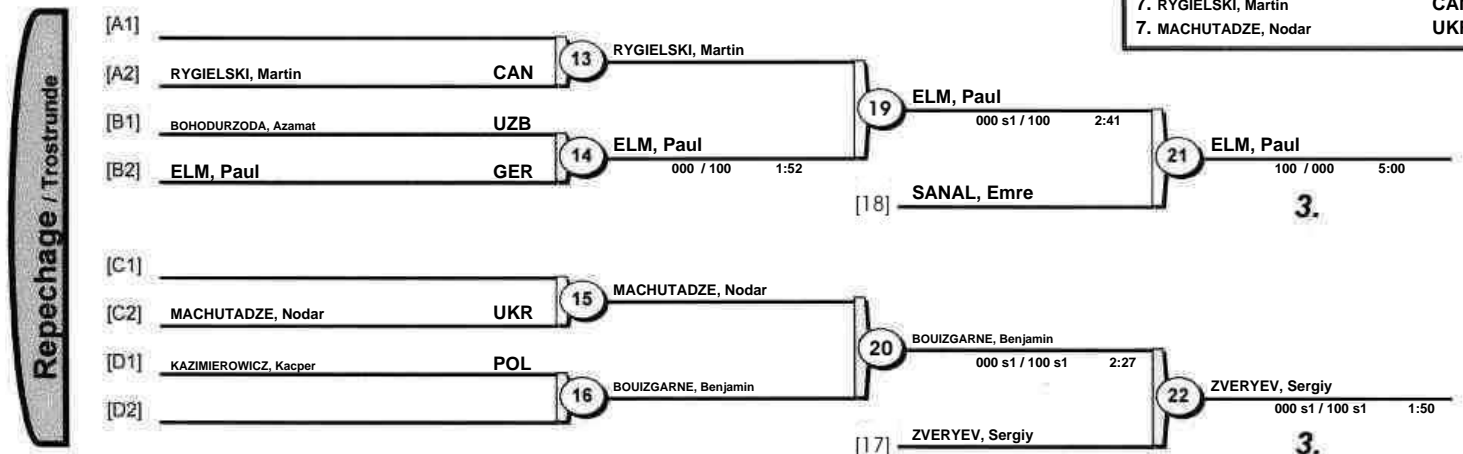 7. RYGIELSKI, Martin CAN
7. MACHUTADZE, Nodar UKR
Repechage / Trostrunde
[A1]
[A2] RYGIELSKI, Martin CAN
13
RYGIELSKI, Martin
[B1] BOHODURZODA, Azamat UZB
[B2] ELM, Paul GER
14
ELM, Paul
000 / 100 1:52
19
ELM, Paul
000 s1 / 100 2:41
[18] SANAL, Emre
21
ELM, Paul
100 / 000 5:00
3.
[C1]
[C2] MACHUTADZE, Nodar UKR
15
MACHUTADZE, Nodar
[D1] KAZIMIEROWICZ, Kacper POL
[D2]
16
BOUIZGARNE, Benjamin
20
BOUIZGARNE, Benjamin
000 s1 / 100 s1 2:27
[17] ZVERYEV, Sergiy
22
ZVERYEV, Sergiy
000 s1 / 100 s1 1:50
3.